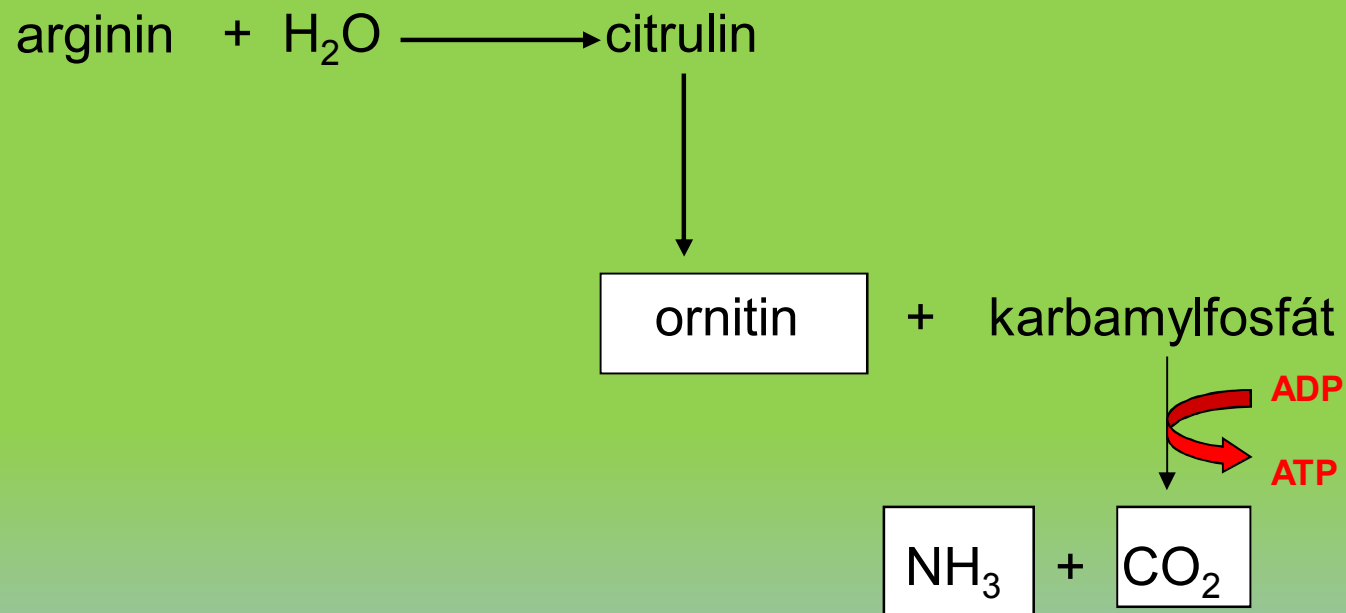 arginin + H₂O citrulin
ornitin + karbamylfosfát
ADP
ATP
NH₃ + CO₂